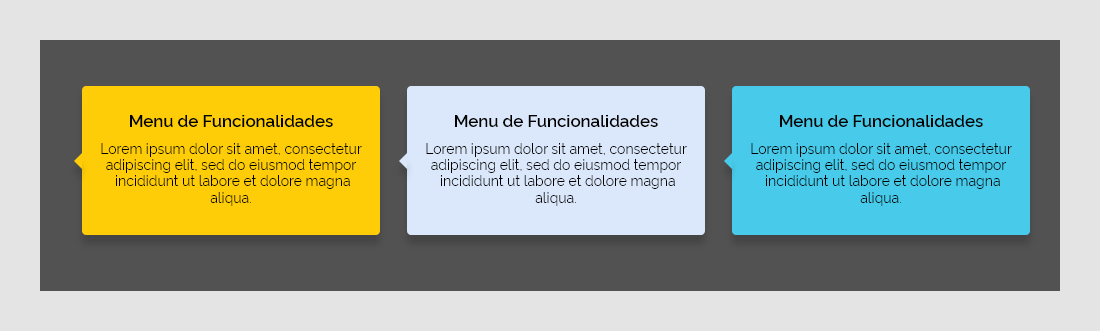 Menu de Funcionalidades
Lorem ipsum dolor sit amet, consectetur
adipiscing elit, sed do eiusmod tempor
incididunt ut labore et dolore magna
aliqua.
Menu de Funcionalidades
Lorem ipsum dolor sit amet, consectetur
adipiscing elit, sed do eiusmod tempor
incididunt ut labore et dolore magna
aliqua.
Menu de Funcionalidades
Lorem ipsum dolor sit amet, consectetur
adipiscing elit, sed do eiusmod tempor
incididunt ut labore et dolore magna
aliqua.